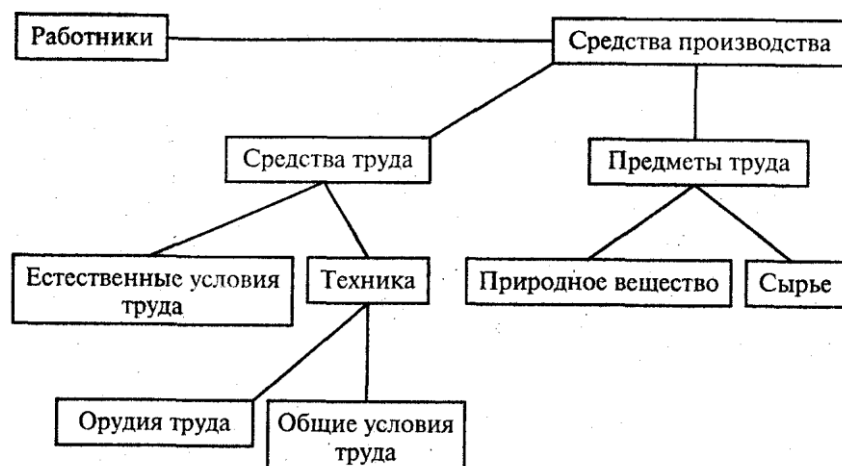 Работники
Средства производства
Средства труда
Предметы труда
Естественные условия
труда
Техника
Природное вещество
Сырье
Орудия труда
Общие условия
труда